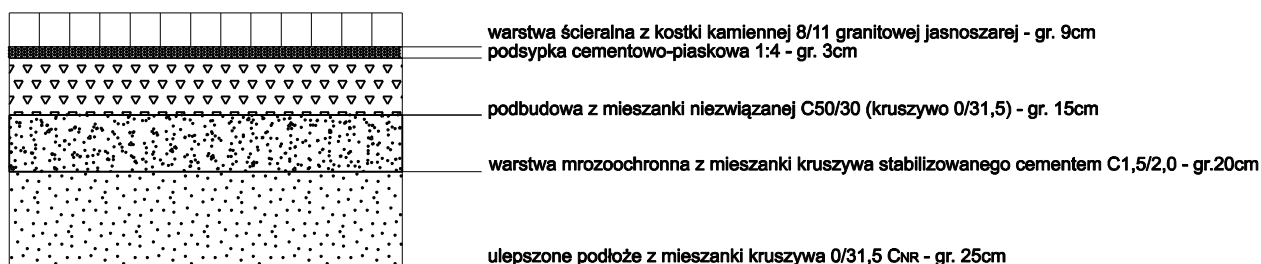 warstwa ścieralna z kostki kamiennej 8/11 granitowej jasnoszarej - gr. 9cm
podsypka cementowo-piaskowa 1:4 - gr. 3cm
podbudowa z mieszanki niezwiązanej C50/30 (kruszywo 0/31,5) - gr. 15cm
warstwa mrozoochronna z mieszanki kruszywa stabilizowanego cementem C1,5/2,0 - gr.20cm
ulepszone podłoże z mieszanki kruszywa 0/31,5 CNR - gr. 25cm